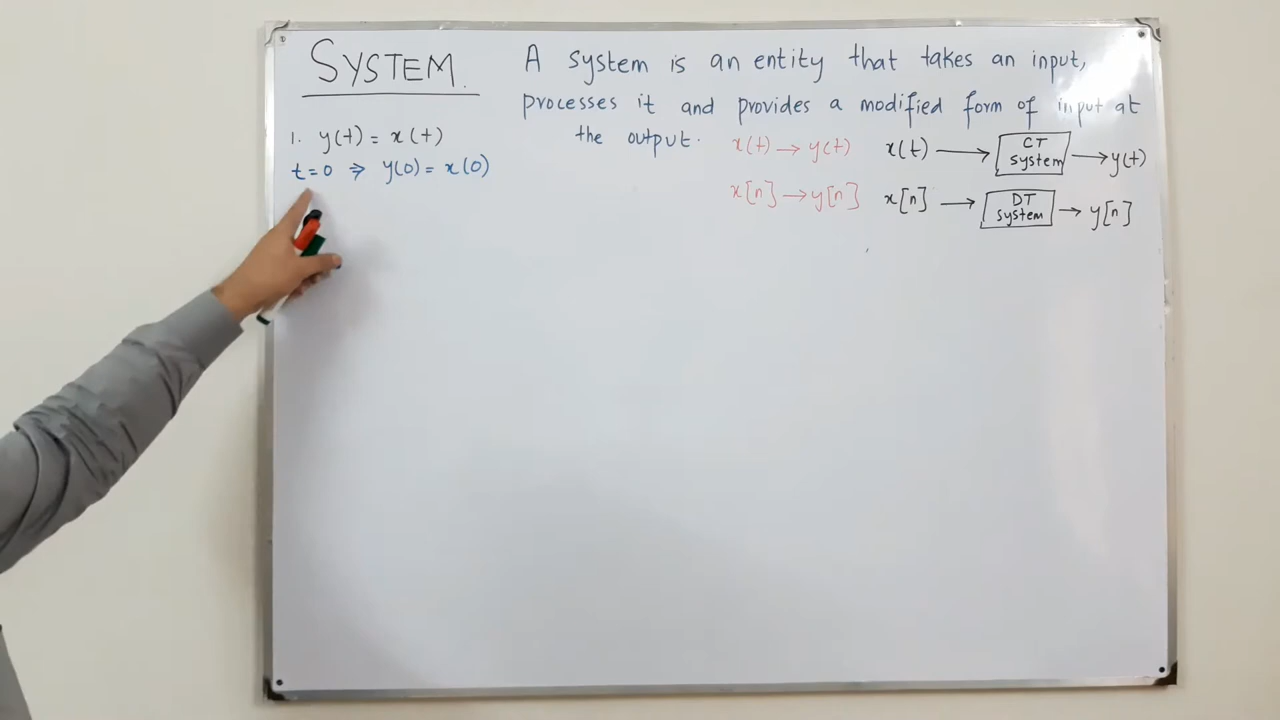 SYSTEM.
A system is an entity that takes an input,
processes it and provides a modified form of input at
the output.
1. y(t) = x(t)
t=0 ⇒ y(0) = x(0)
x(t) → y(t)
x[n] → y[n]
x(t) → CT system → y(t)
x[n] → DT system → y[n]